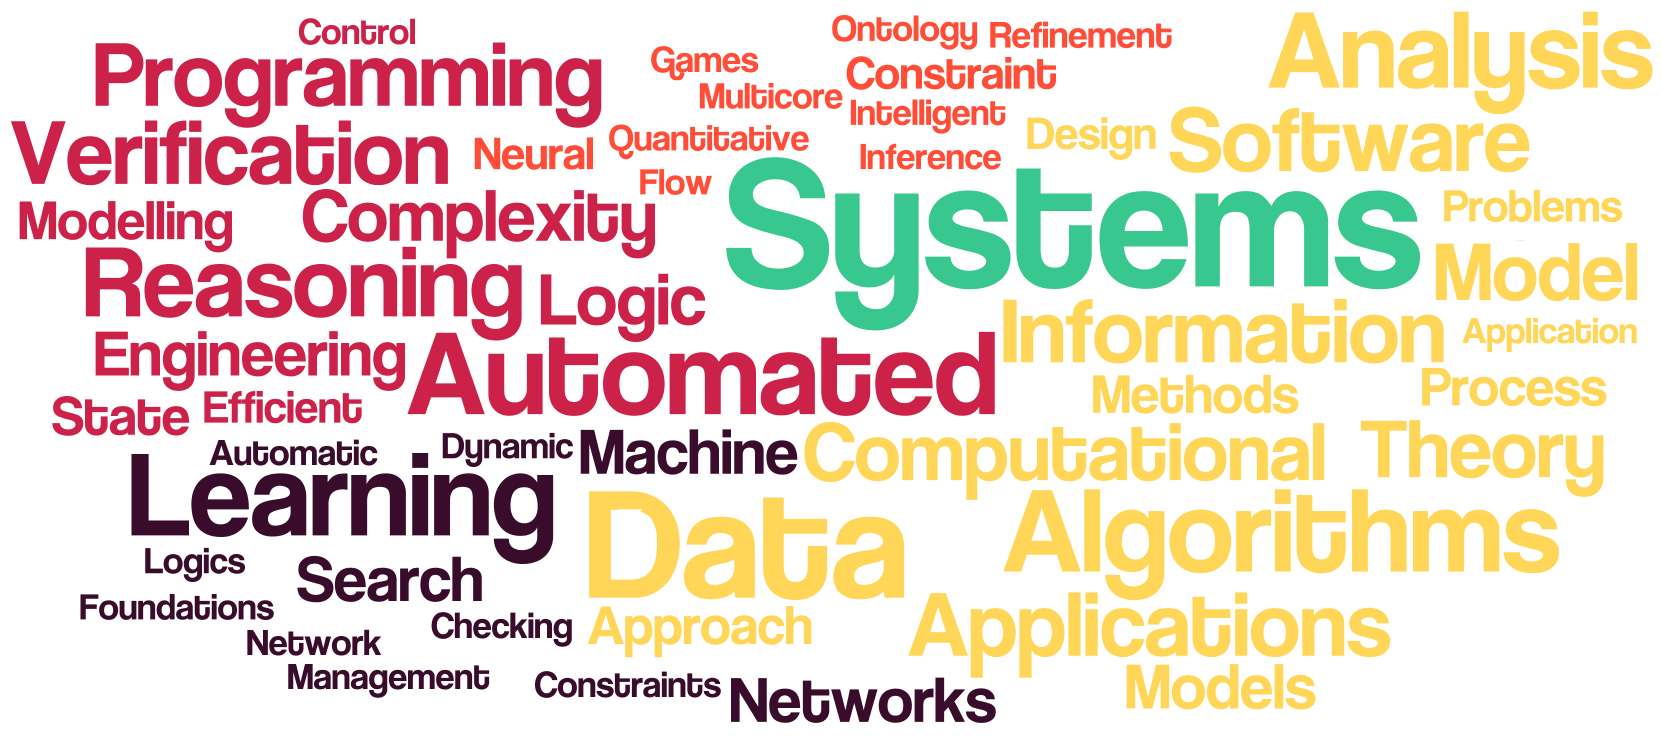 Control
Programming
Verification
Modelling
Complexity
Reasoning
Logic
Engineering
Automated
State
Efficient
Games
Multicore
Neural
Quantitative
Flow
Ontology
Refinement
Constraint
Intelligent
Inference
Systems
Analysis
Design
Software
Problems
Model
Information
Application
Methods
Process
Computational
Theory
Data
Algorithms
Approach
Applications
Models
Automatic
Dynamic
Machine
Learning
Logics
Search
Foundations
Checking
Network
Management
Constraints
Networks